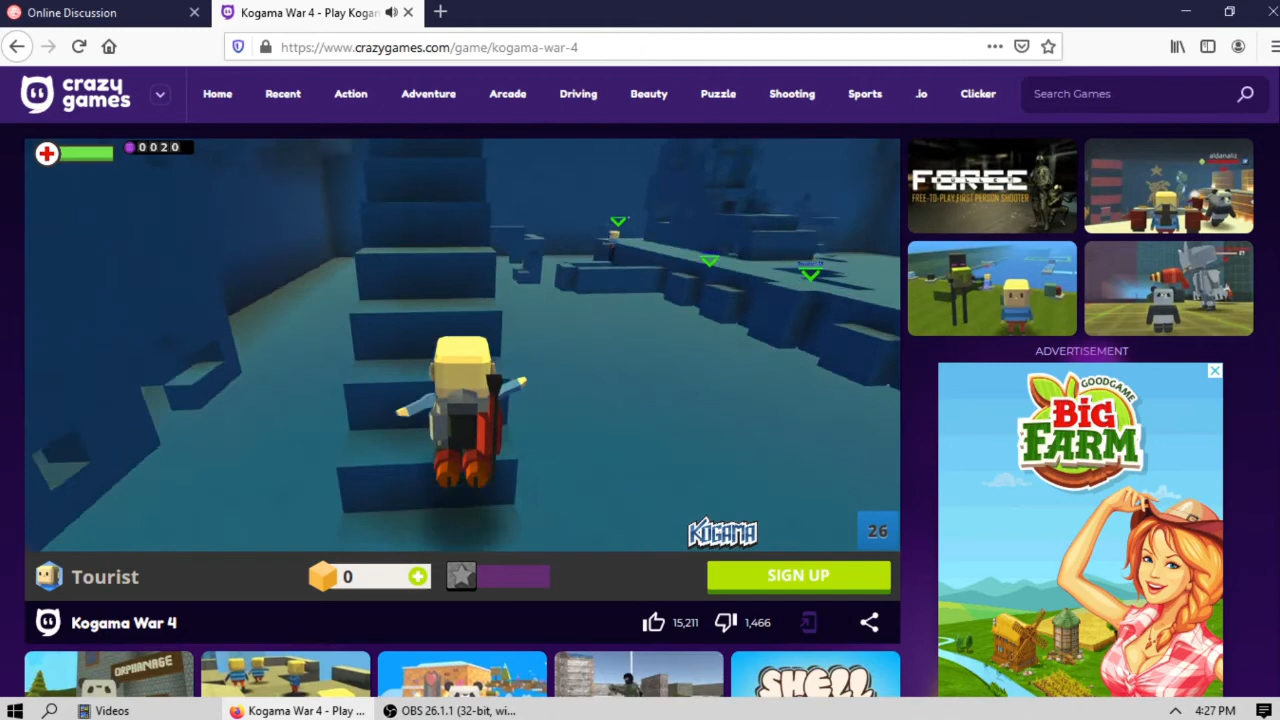 Online Discussion
Kogama War 4 - Play Kogam
https://www.crazygames.com/game/kogama-war-4
crazy games
Home Recent Action Adventure Arcade Driving Beauty Puzzle Shooting Sports .io Clicker
Search Games
0020
FOREE
FREE-TO-PLAY, FIRST PERSON SHOOTER
aldanaliz
ADVERTISEMENT
GOODGAME
BIG
FARM
KOGAMA
26
Tourist
0
SIGN UP
Kogama War 4
15,211
1,466
ORPHANAGE
SHELL
Videos
Kogama War 4 - Play ...
OBS 26.1.1 (32-bit, wi...
4:27 PM